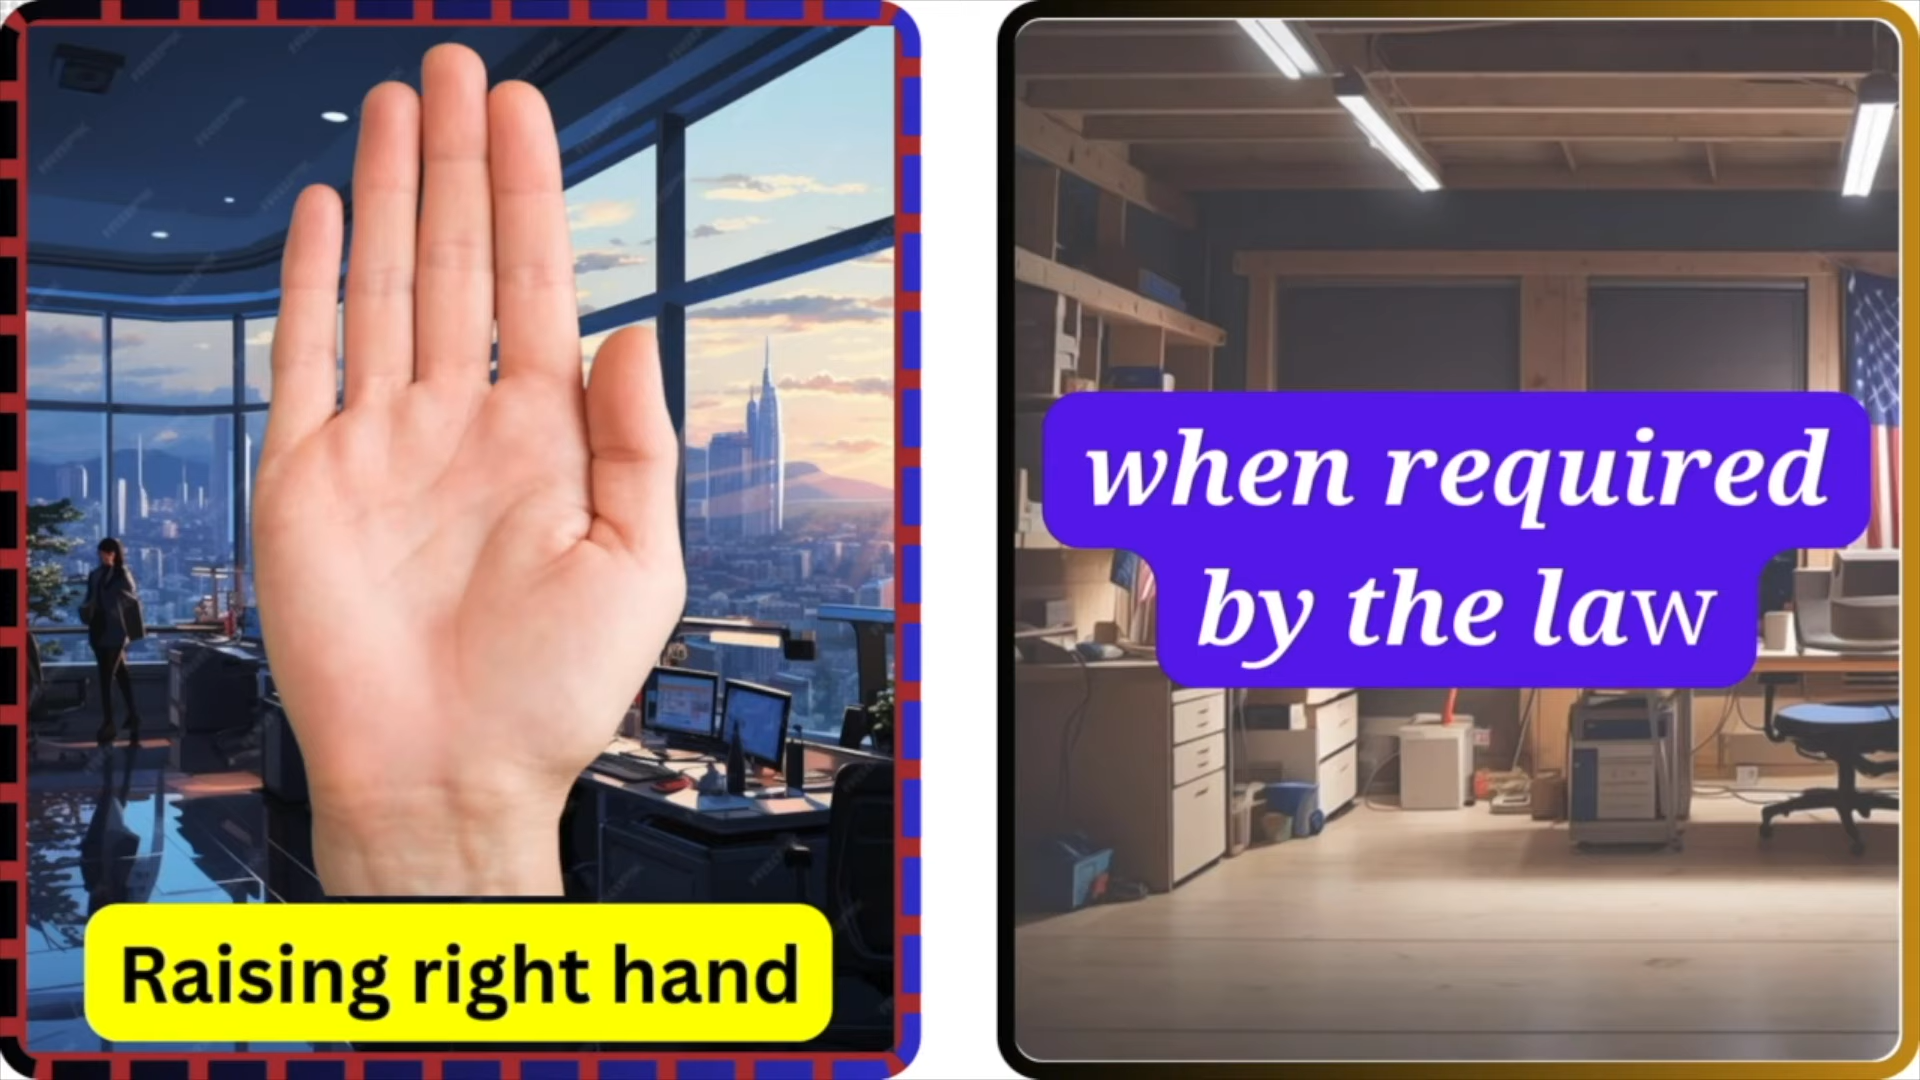 Raising right hand
when required
by the law